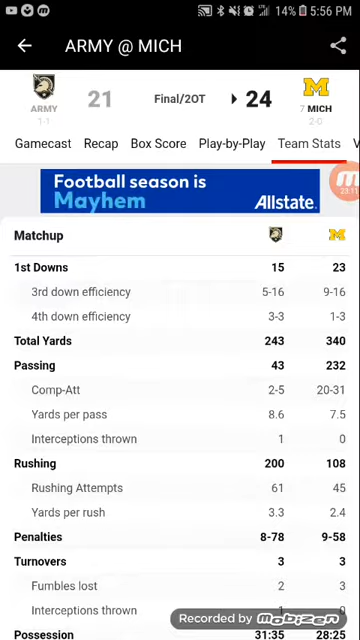 14% 5:56 PM
ARMY @ MICH
ARMY 21 Final/2OT 24 7 MICH
1-1 2-0
Gamecast Recap Box Score Play-by-Play Team Stats V
Football season is
Mayhem Allstate.
23:11
Matchup
1st Downs 15 23
3rd down efficiency 5-16 9-16
4th down efficiency 3-3 1-3
Total Yards 243 340
Passing 43 232
Comp-Att 2-5 20-31
Yards per pass 8.6 7.5
Interceptions thrown 1 0
Rushing 200 108
Rushing Attempts 61 45
Yards per rush 3.3 2.4
Penalties 8-78 9-58
Turnovers 3 3
Fumbles lost 2 3
Interceptions thrown 1 0
Recorded by MOBIZEN
Possession 31:35 28:25